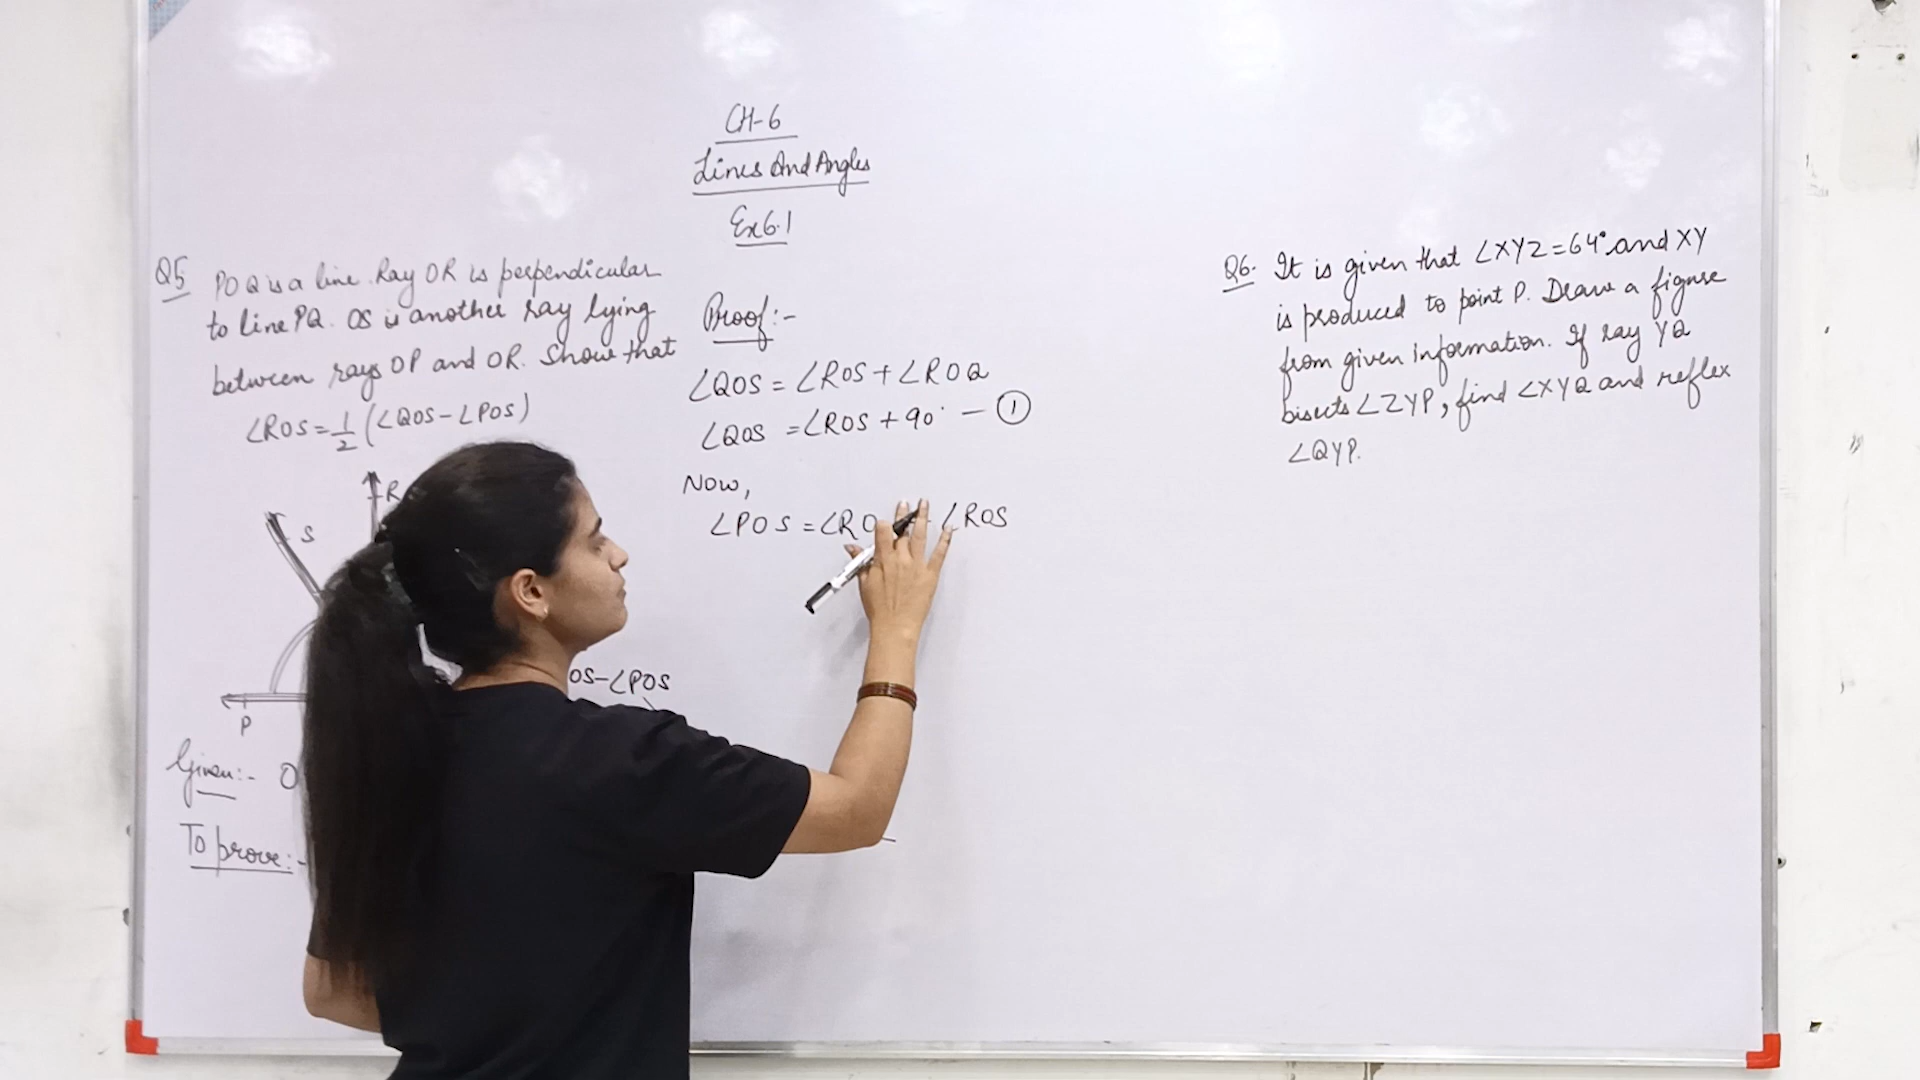 CH-6
Lines And Angles
Ex 6.1
Q5 POQ is a line. Ray OR is perpendicular
to line PQ. OS is another ray lying
between rays OP and OR. Show that
∠ROS = 1/2 (∠QOS - ∠POS)
R
S
P
OS-∠POS
Given:-
To prove:-
Proof:-
∠QOS = ∠ROS + ∠ROQ
∠QOS = ∠ROS + 90° — ①
Now,
∠POS = ∠RO ∠ROS
Q6. It is given that ∠XYZ = 64° and XY
is produced to point P. Draw a figure
from given information. If ray YQ
bisects ∠ZYP, find ∠XYQ and reflex
∠QYP.